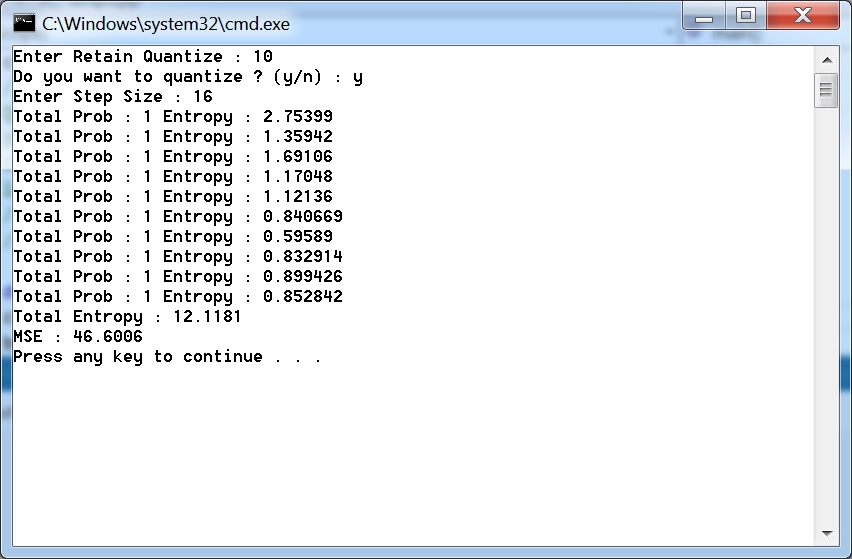 C:\Windows\system32\cmd.exe
Enter Retain Quantize : 10
Do you want to quantize ? (y/n) : y
Enter Step Size : 16
Total Prob : 1 Entropy : 2.75399
Total Prob : 1 Entropy : 1.35942
Total Prob : 1 Entropy : 1.69106
Total Prob : 1 Entropy : 1.17048
Total Prob : 1 Entropy : 1.12136
Total Prob : 1 Entropy : 0.840669
Total Prob : 1 Entropy : 0.59589
Total Prob : 1 Entropy : 0.832914
Total Prob : 1 Entropy : 0.899426
Total Prob : 1 Entropy : 0.852842
Total Entropy : 12.1181
MSE : 46.6006
Press any key to continue . . .